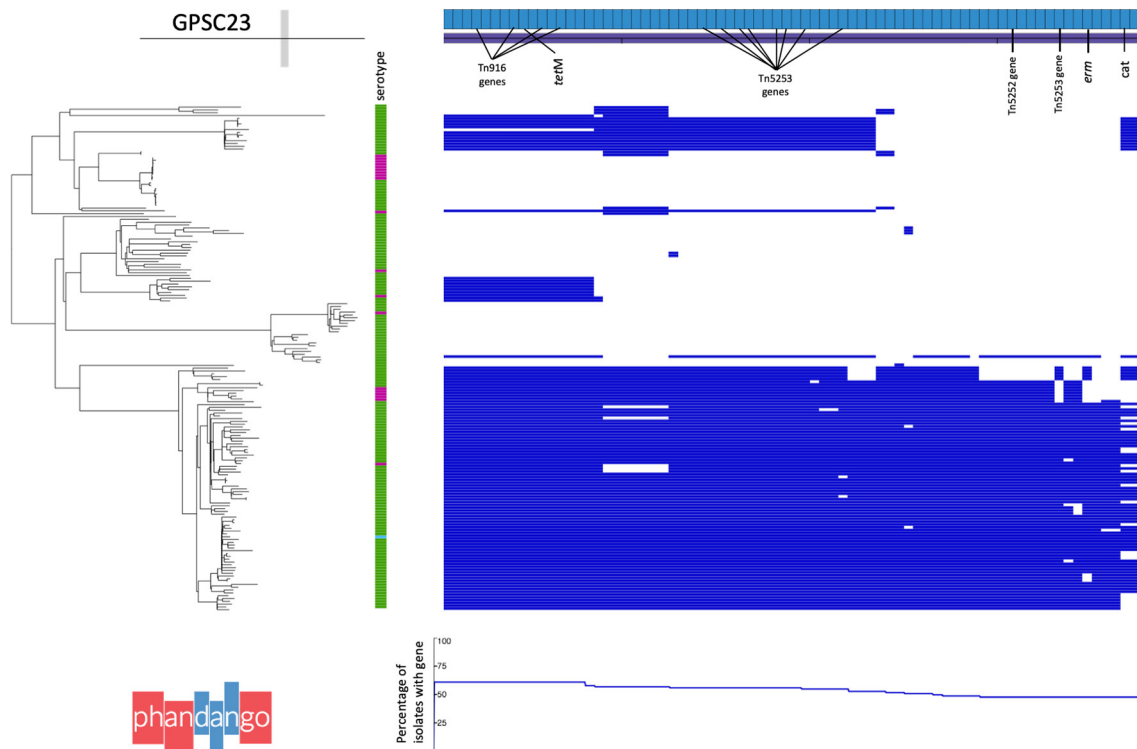 GPSC23
serotype
Tn916
genes
tetM
Tn5253
genes
Tn5252 gene
Tn5253 gene
erm
cat
Percentage of
isolates with gene
100
75
50
25
phandango